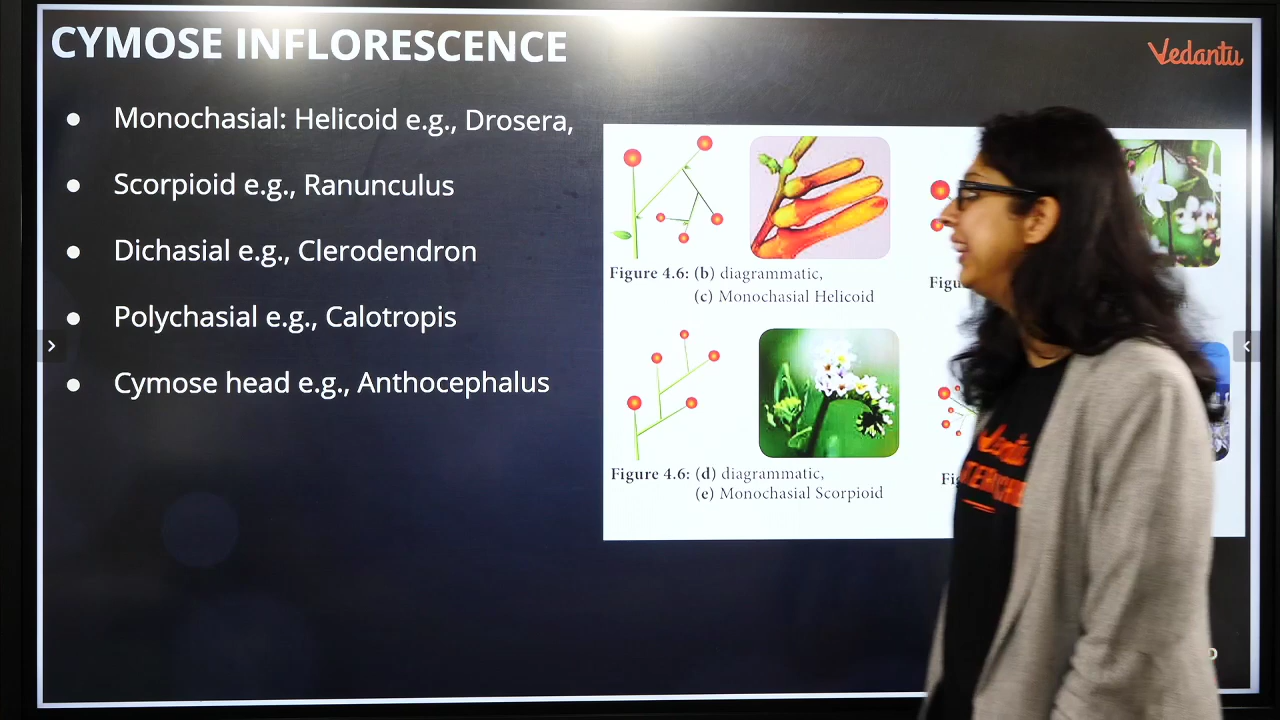 CYMOSE INFLORESCENCE
Vedantu
● Monochasial: Helicoid e.g., Drosera,
● Scorpioid e.g., Ranunculus
● Dichasial e.g., Clerodendron
● Polychasial e.g., Calotropis
● Cymose head e.g., Anthocephalus
Figure 4.6: (b) diagrammatic,
(c) Monochasial Helicoid
Figure 4.6: (d) diagrammatic,
(e) Monochasial Scorpioid